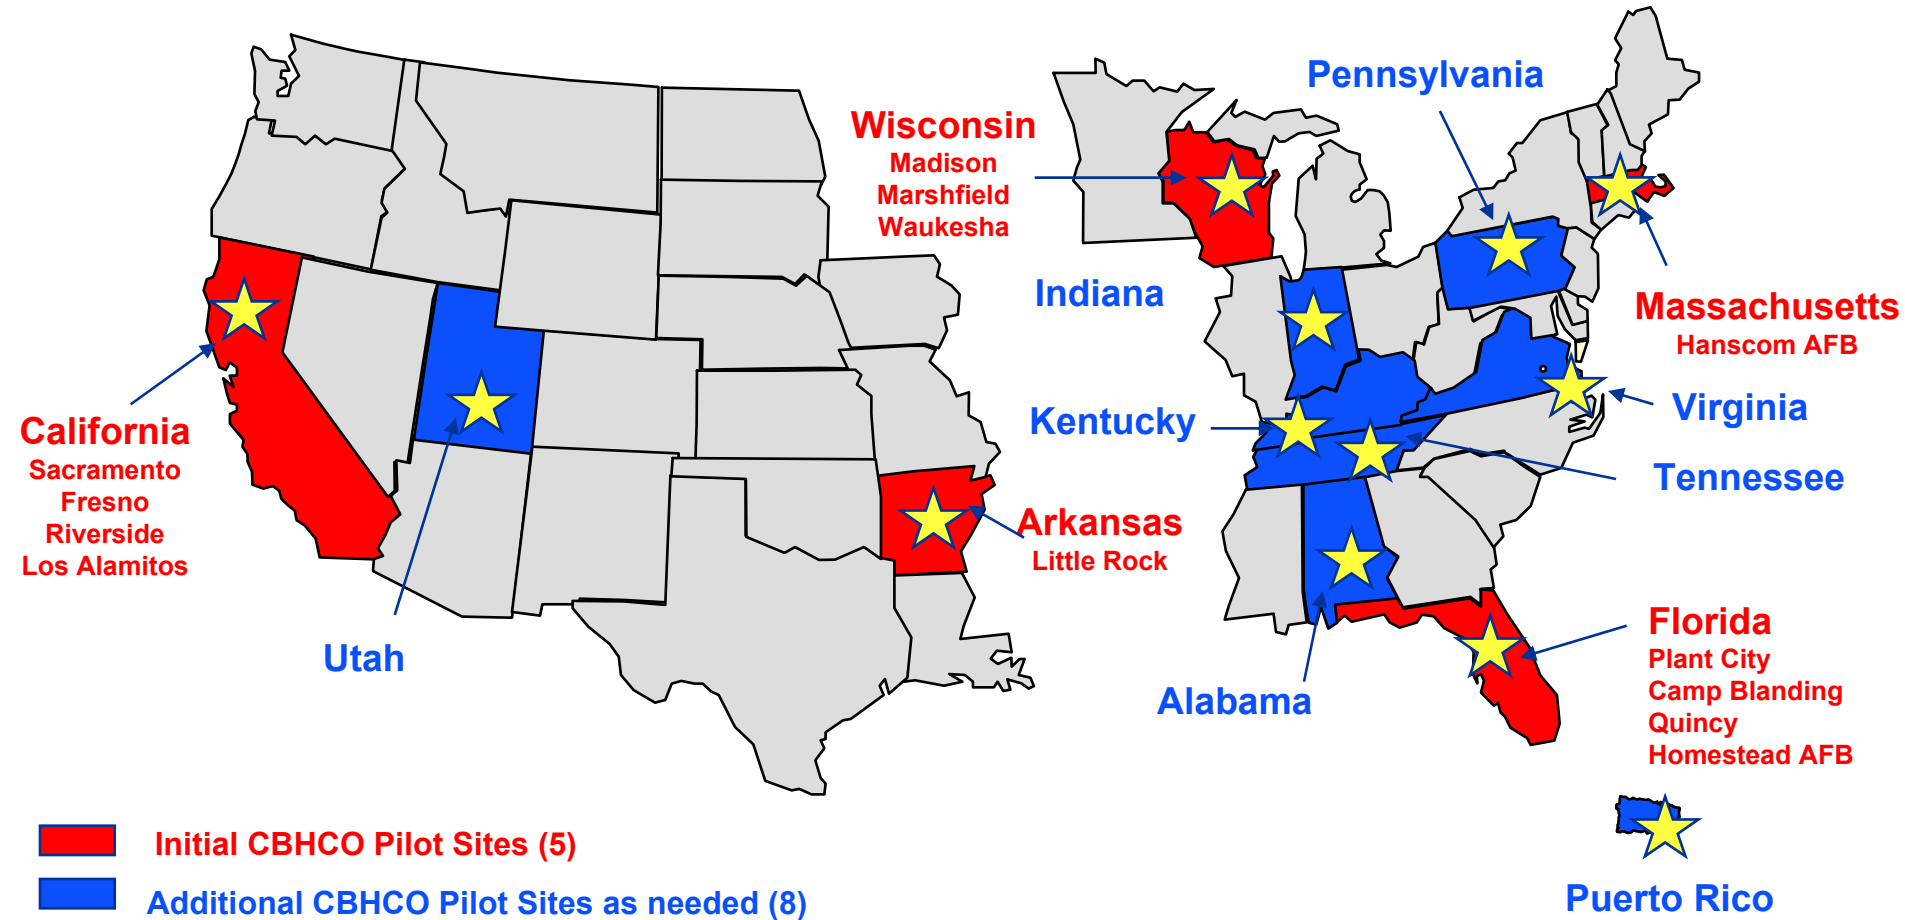 Pennsylvania
Wisconsin
Madison
Marshfield
Waukesha
Indiana
Massachusetts
Hanscom AFB
Kentucky
Virginia
California
Sacramento
Fresno
Riverside
Los Alamitos
Tennessee
Arkansas
Little Rock
Utah
Alabama
Florida
Plant City
Camp Blanding
Quincy
Homestead AFB
Initial CBHCO Pilot Sites (5)
Additional CBHCO Pilot Sites as needed (8)
Puerto Rico